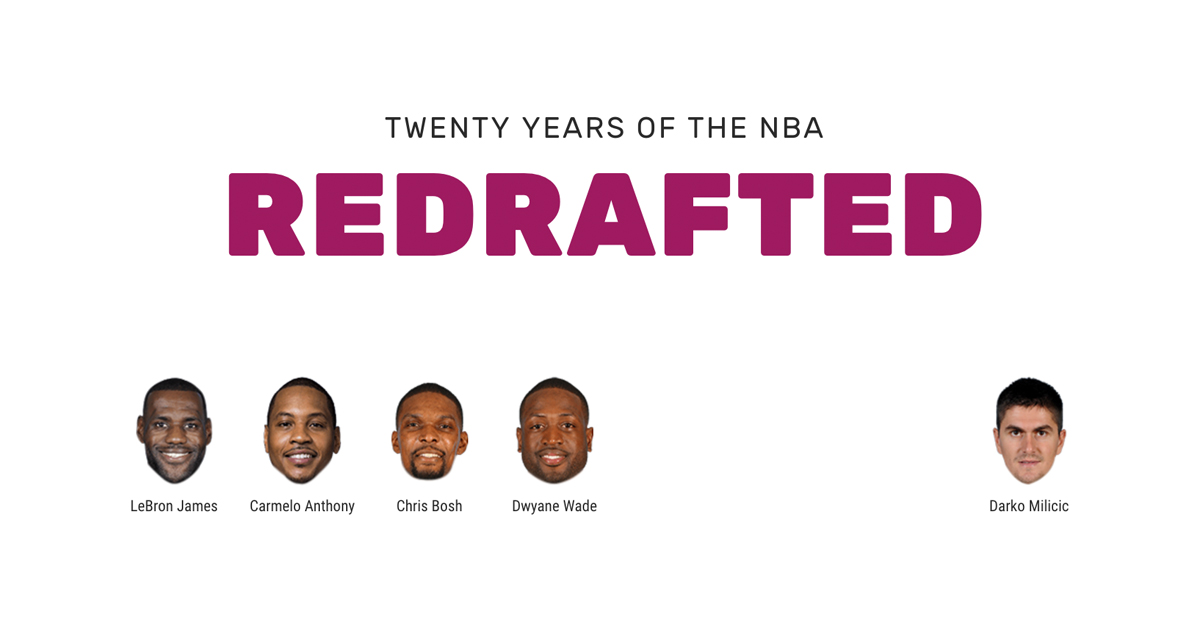 TWENTY YEARS OF THE NBA
REDRAFTED
LeBron James Carmelo Anthony Chris Bosh Dwyane Wade Darko Milicic